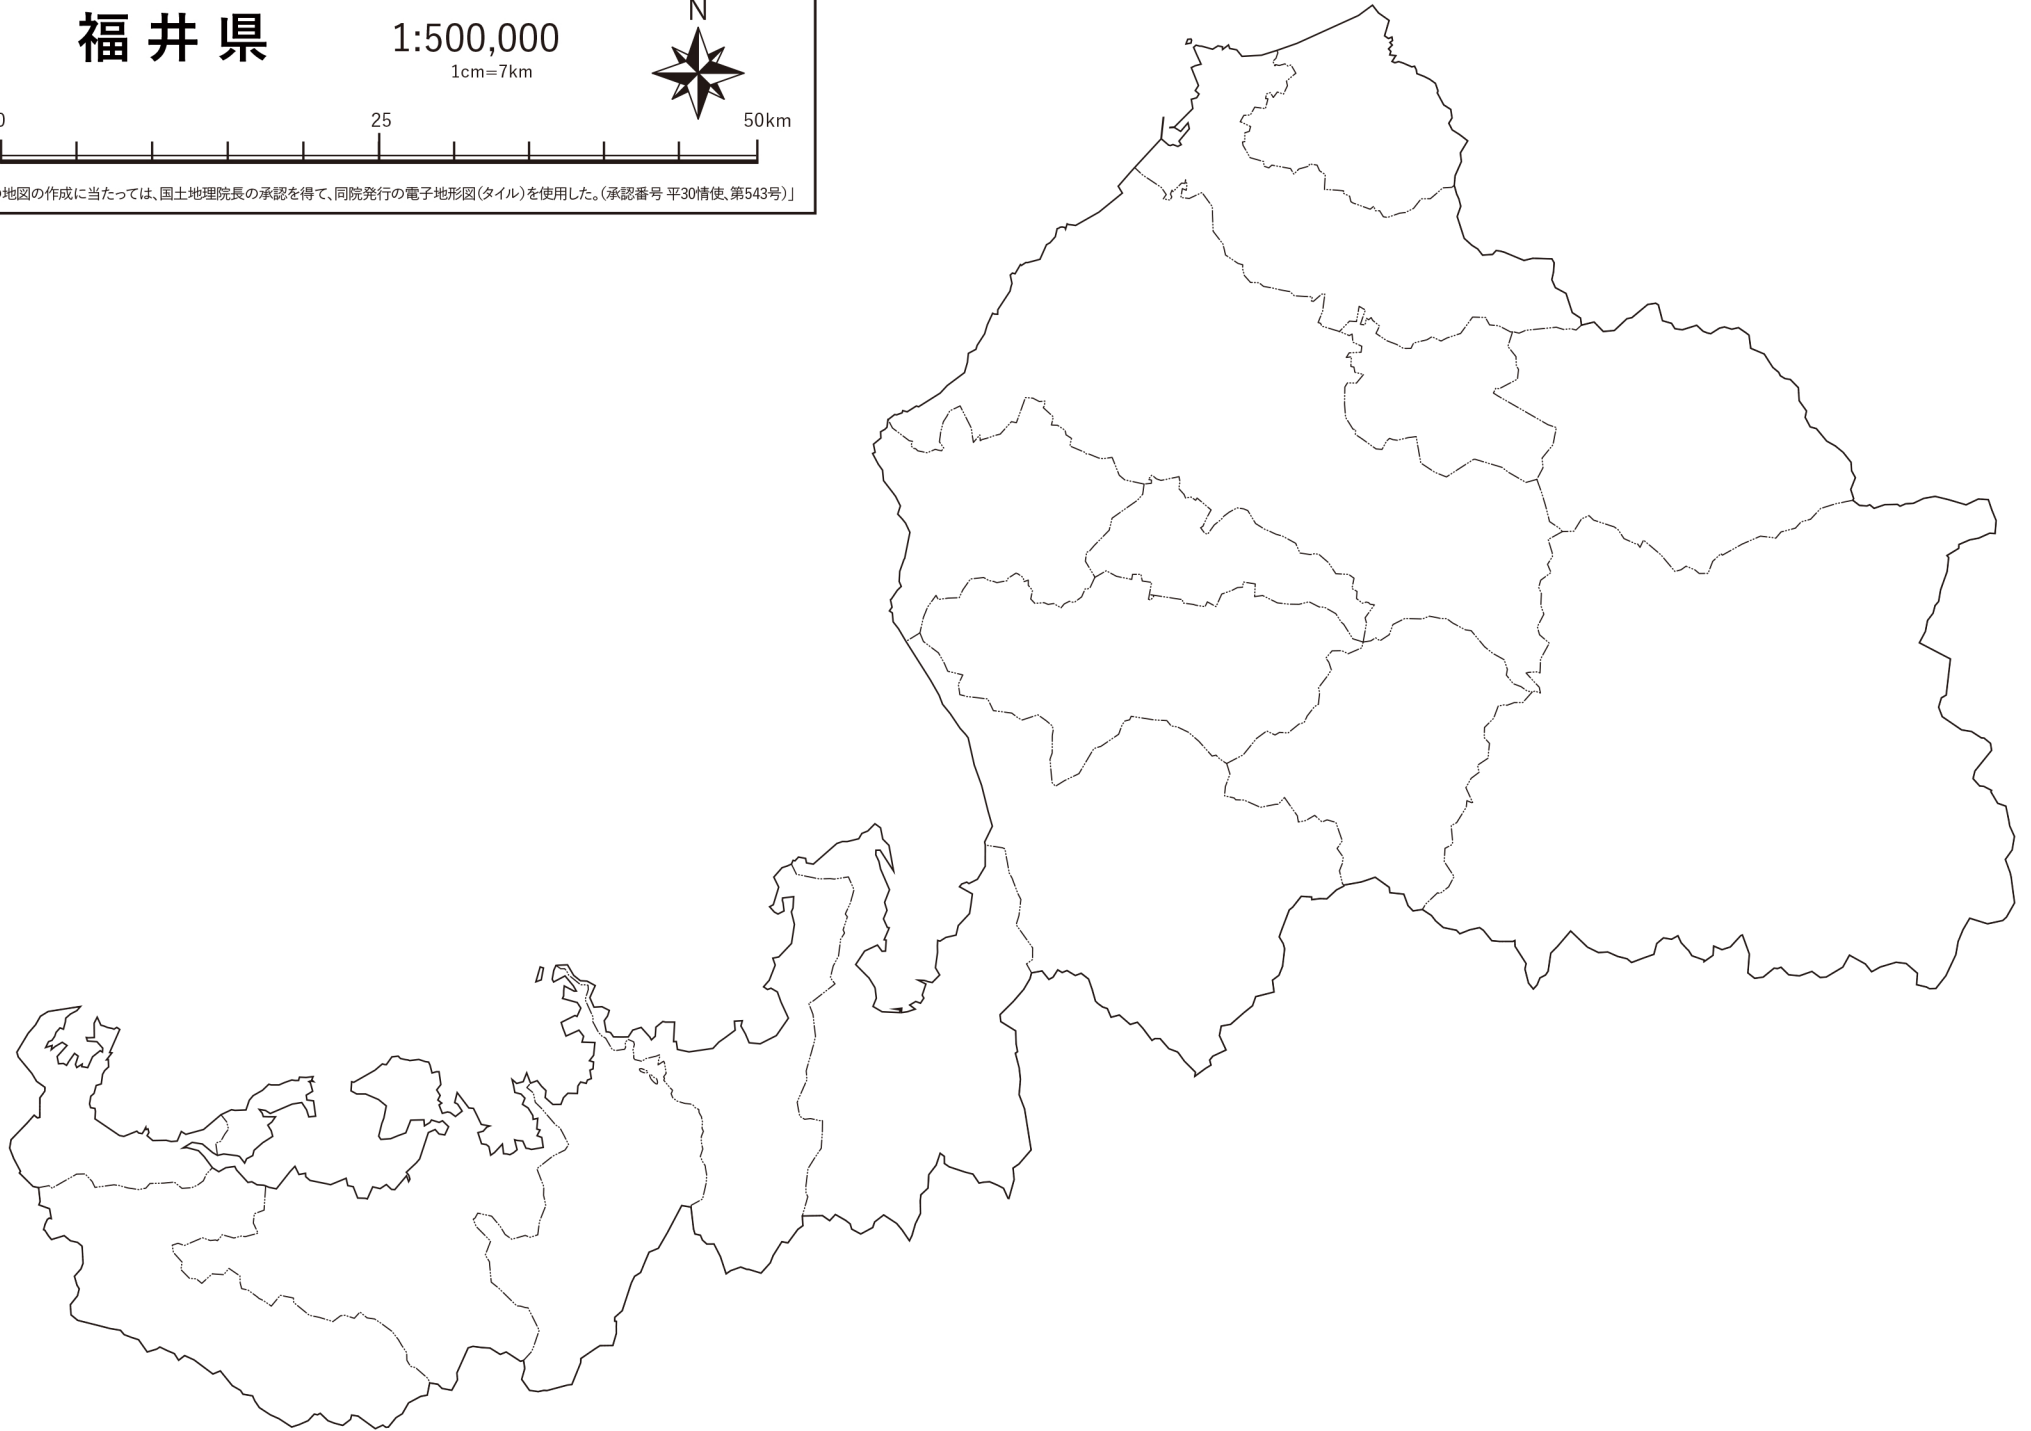 福井県
1:500,000
1cm=7km
N
0 25 50km
の地図の作成に当たっては、国土地理院長の承認を得て、同院発行の電子地形図(タイル)を使用した。(承認番号 平30情使、第543号)」